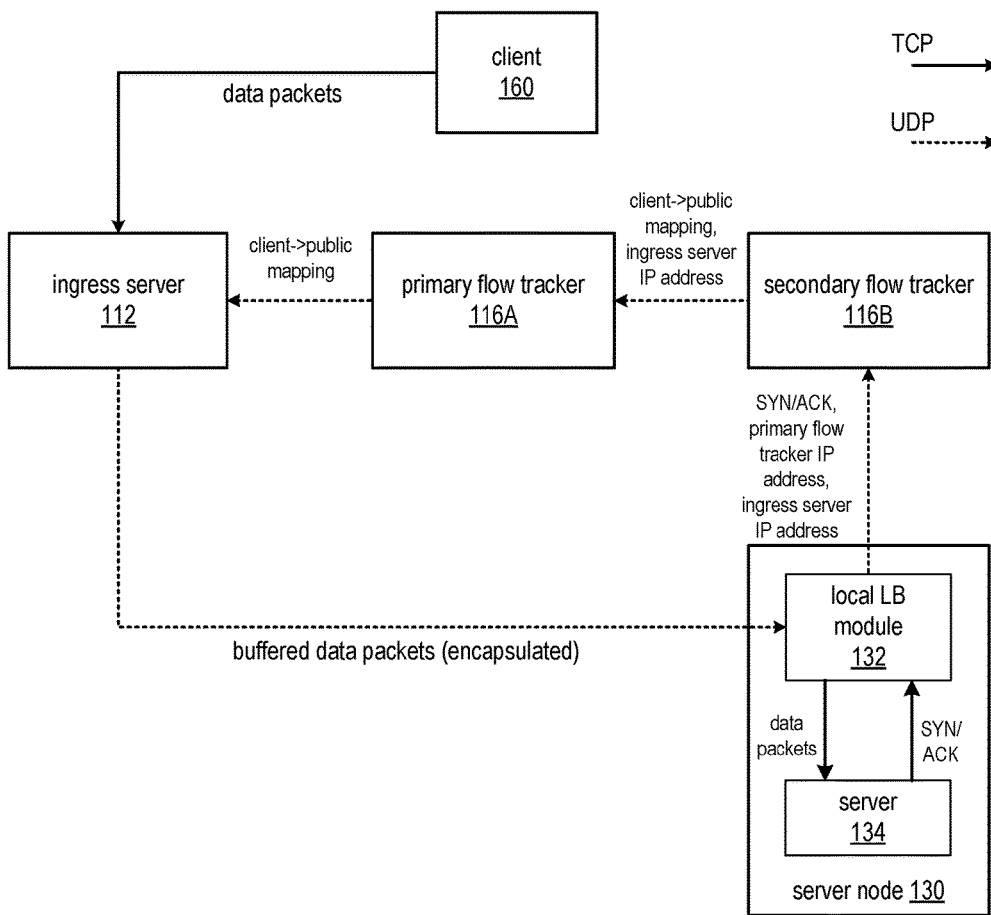 client
160
TCP
data packets
UDP
client->public
mapping,
ingress server
IP address
client->public
mapping
ingress server
112
primary flow tracker
116A
secondary flow tracker
116B
SYN/ACK,
primary flow
tracker IP
address,
ingress server
IP address
local LB
module
132
buffered data packets (encapsulated)
data
packets
SYN/
ACK
server
134
server node 130